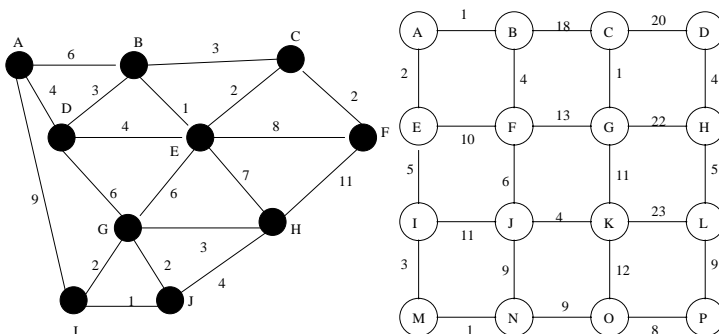 A 6 B 3 C
4 D 3 1 2 2
4 E 8 F
9 6 6 7 11
G 3 H
2 2 4
I 1 J
A 1 B 18 C 20 D
2 4 1 4
E 10 F 13 G 22 H
5 6 11 5
I 11 J 4 K 23 L
3 9 12 9
M 1 N 9 O 8 P